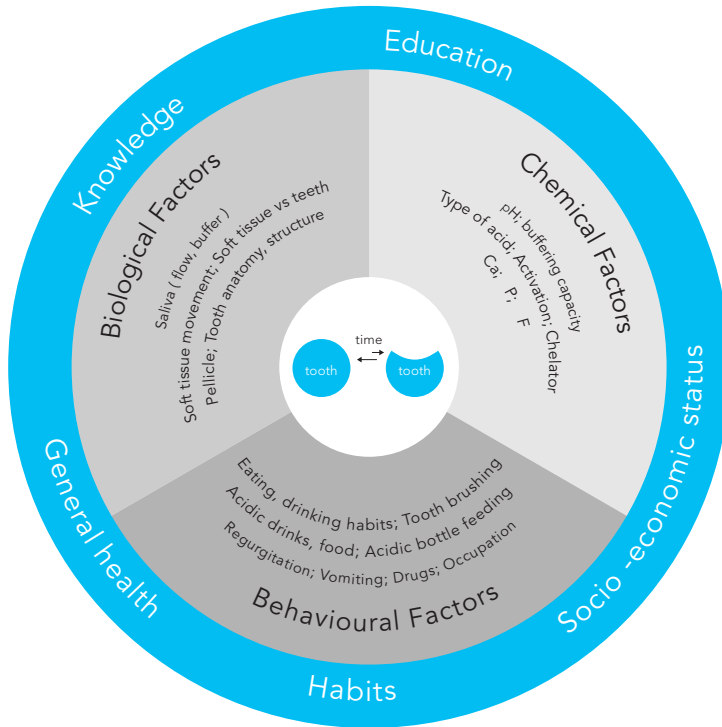 Education
Knowledge
Biological Factors
Saliva ( flow, buffer )
Soft tissue movement; Soft tissue vs teeth
Pellicle; Tooth anatomy, structure
Chemical Factors
pH; buffering capacity
Type of acid; Activation; Chelator
Ca; P; F
time
tooth
tooth
Eating, drinking habits; Tooth brushing
Acidic drinks, food; Acidic bottle feeding
Regurgitation; Vomiting; Drugs; Occupation
Behavioural Factors
General health
Habits
Socio -economic status